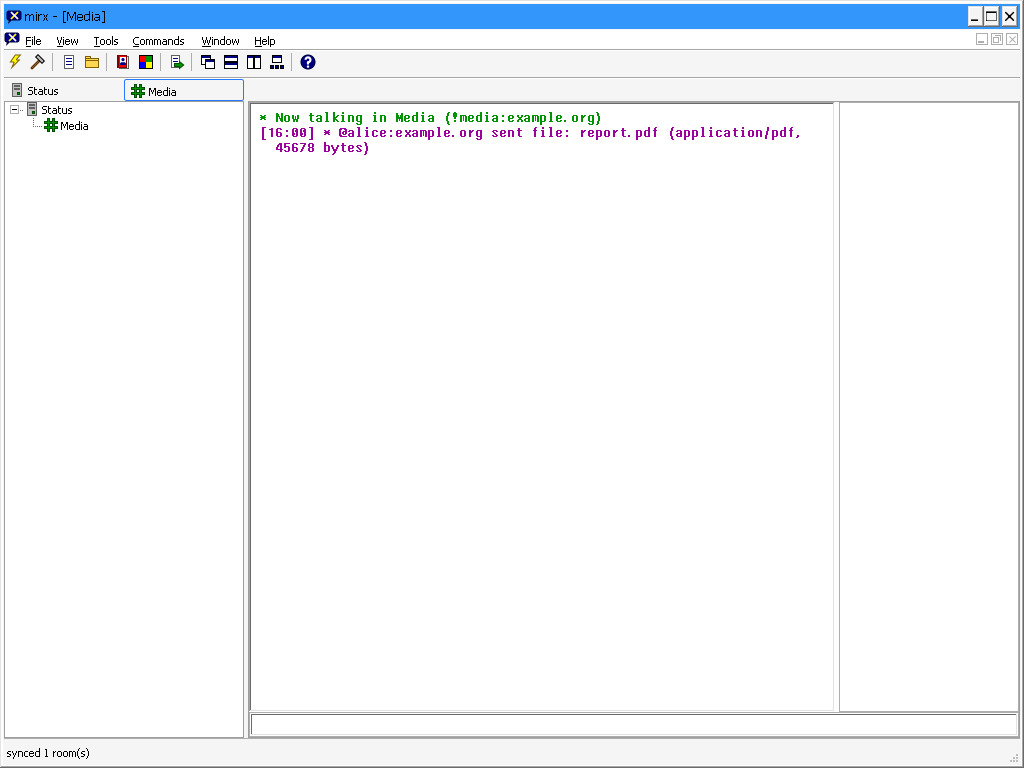 mirx - [Media]
File View Tools Commands Window Help
Status Media
Status
Media
* Now talking in Media (!media:example.org)
[16:00] * @alice:example.org sent file: report.pdf (application/pdf,
45678 bytes)
synced 1 room(s)